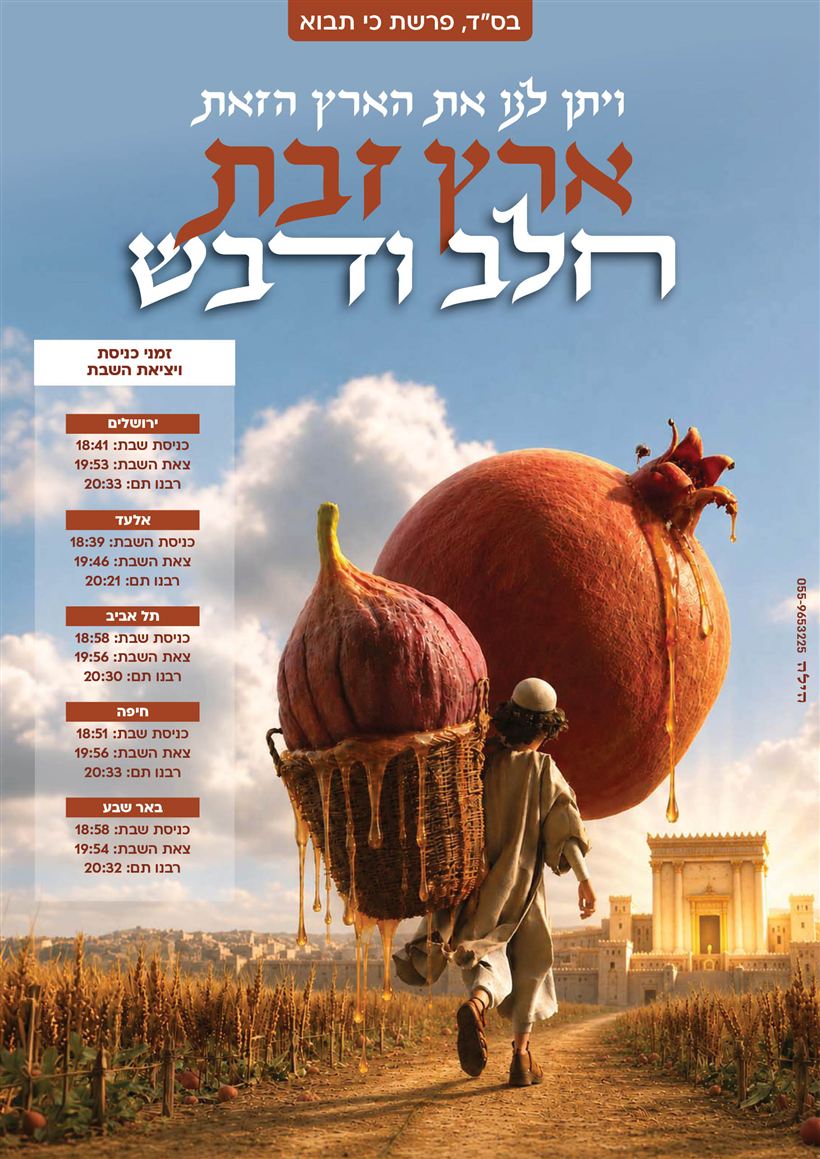 בס"ד, פרשת כי תבוא
ויתן לנו את הארץ הזאת
ארץ זבת
חלב ודבש
זמני כניסת
ויציאת השבת
ירושלים
כניסת שבת: 18:41
צאת השבת: 19:53
רבנו תם: 20:33
אלעד
כניסת השבת: 18:39
צאת השבת: 19:46
רבנו תם: 20:21
תל אביב
כניסת שבת: 18:58
צאת השבת: 19:56
רבנו תם: 20:30
חיפה
כניסת שבת: 18:51
צאת השבת: 19:56
רבנו תם: 20:33
באר שבע
כניסת שבת: 18:58
צאת השבת: 19:54
רבנו תם: 20:32
הילה 055-9653225